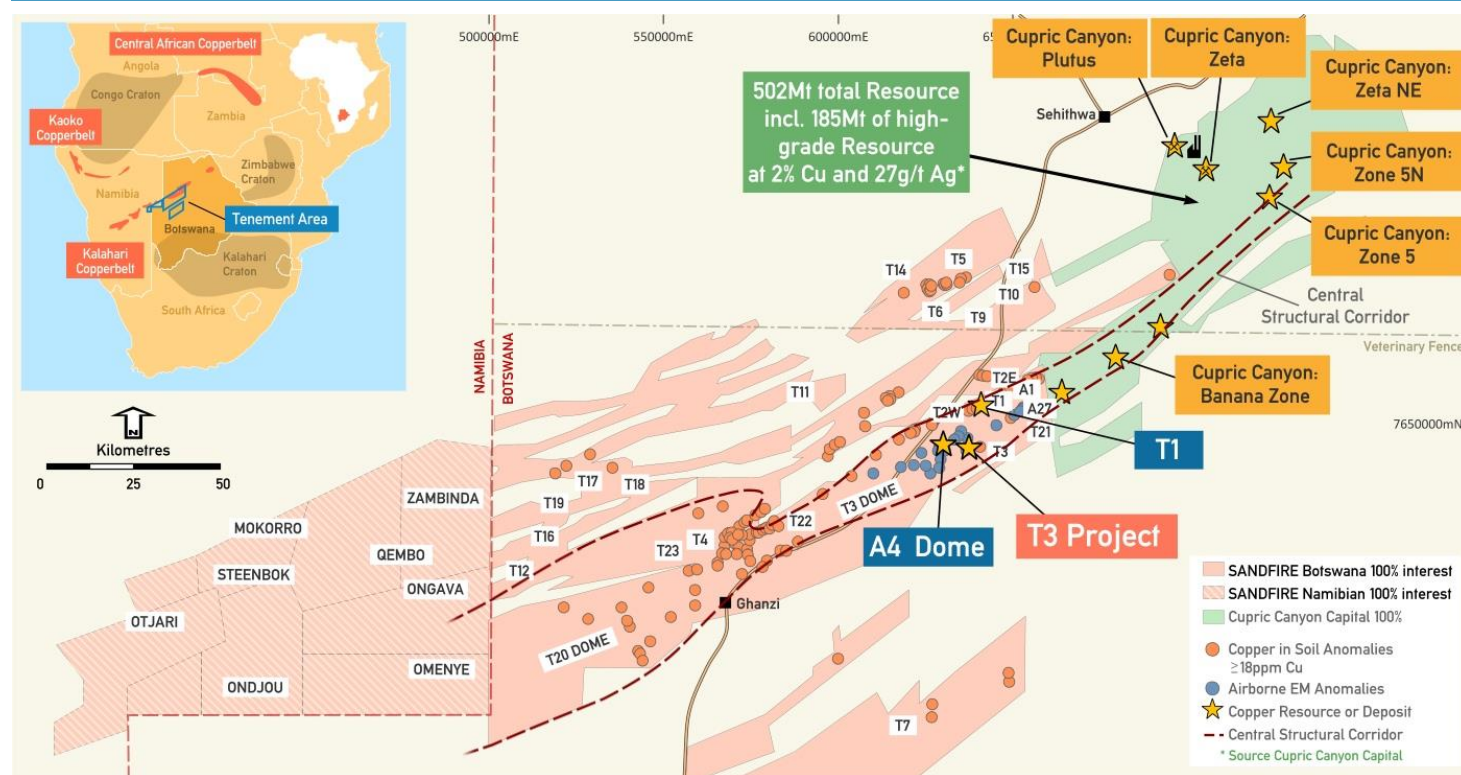 Central African Copperbelt
Angola
Congo Craton
Kaoko
Copperbelt
Zambia
Zimbabwe
Craton
Namibia
Botswana
Tenement Area
Kalahari
Copperbelt
Kalahari
Craton
South Africa
500000mE
550000mE
600000mE
65
502Mt total Resource
incl. 185Mt of high-
grade Resource
at 2% Cu and 27g/t Ag*
Cupric Canyon:
Plutus
Cupric Canyon:
Zeta
Cupric Canyon:
Zeta NE
Sehithwa
Cupric Canyon:
Zone 5N
Cupric Canyon:
Zone 5
Central
Structural Corridor
Veterinary Fence
Cupric Canyon:
Banana Zone
7650000mN
NAMIBIA
BOTSWANA
N
Kilometres
0 25 50
T14
T5
T15
T6
T10
T9
T11
T2E
A1
T1
T2W
A27
T21
T3
T1
T3 DOME
A4 Dome
T3 Project
T17
T18
T19
T16
T12
T22
T4
T23
Ghanzi
T20 DOME
T7
ZAMBINDA
MOKORRO
QEMBO
STEENBOK
ONGAVA
OTJARI
OMENYE
ONDJOU
SANDFIRE Botswana 100% interest
SANDFIRE Namibian 100% interest
Cupric Canyon Capital 100%
Copper in Soil Anomalies
≥18ppm Cu
Airborne EM Anomalies
Copper Resource or Deposit
Central Structural Corridor
* Source Cupric Canyon Capital